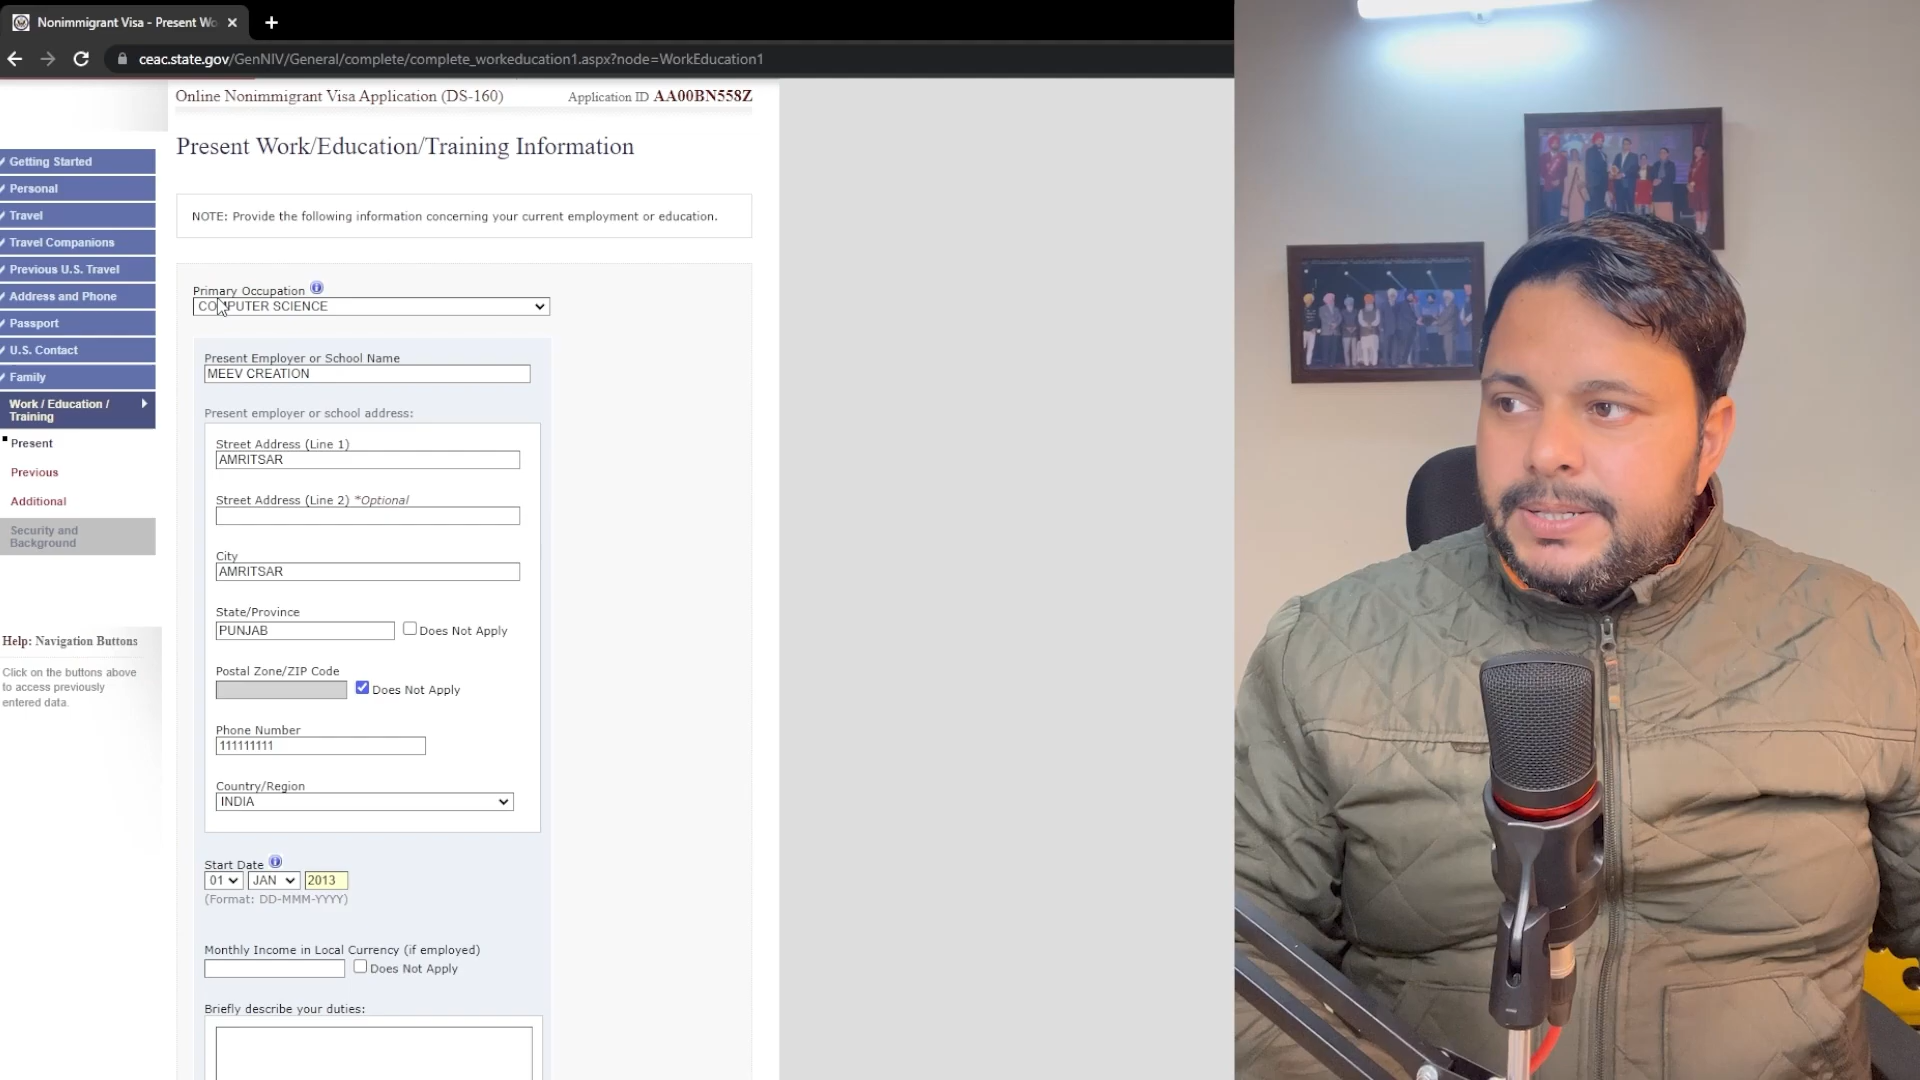 Nonimmigrant Visa - Present Wo
ceac.state.gov/GenNIV/General/complete/complete_workeducation1.aspx?node=WorkEducation1
Online Nonimmigrant Visa Application (DS-160) Application ID AA00BN558Z
Present Work/Education/Training Information
NOTE: Provide the following information concerning your current employment or education.
Getting Started
Personal
Travel
Travel Companions
Previous U.S. Travel
Address and Phone
Passport
U.S. Contact
Family
Work / Education /
Training
Present
Previous
Additional
Security and
Background
Help: Navigation Buttons
Click on the buttons above
to access previously
entered data.
Primary Occupation
COMPUTER SCIENCE
Present Employer or School Name
MEEV CREATION
Present employer or school address:
Street Address (Line 1)
AMRITSAR
Street Address (Line 2) *Optional
City
AMRITSAR
State/Province
PUNJAB Does Not Apply
Postal Zone/ZIP Code
Does Not Apply
Phone Number
111111111
Country/Region
INDIA
Start Date
01 JAN 2013
(Format: DD-MMM-YYYY)
Monthly Income in Local Currency (if employed)
Does Not Apply
Briefly describe your duties: